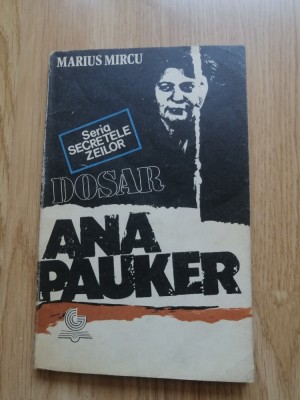 MARIUS MIRCU
Seria
SECRETELE
ZEILOR
DOSAR
ANA
PAUKER
G